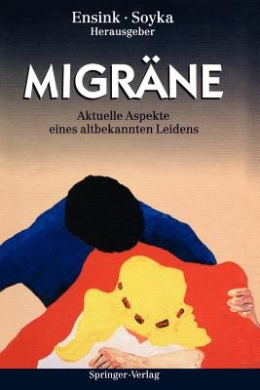 Ensink · Soyka
Herausgeber
MIGRÄNE
Aktuelle Aspekte
eines altbekannten Leidens
Springer-Verlag